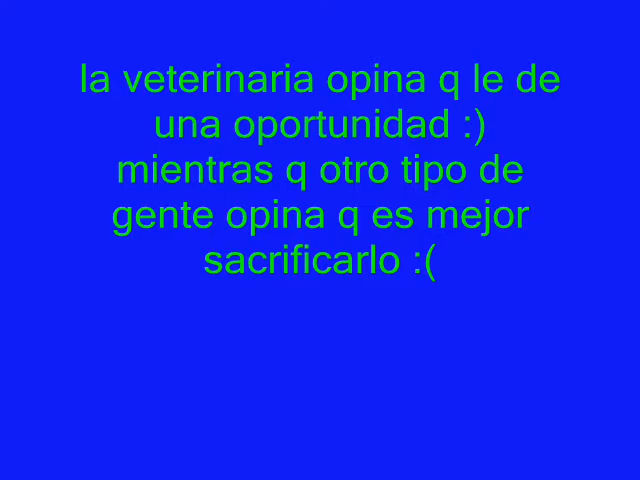 la veterinaria opina q le de
una oportunidad :)
mientras q otro tipo de
gente opina q es mejor
sacrificarlo :(